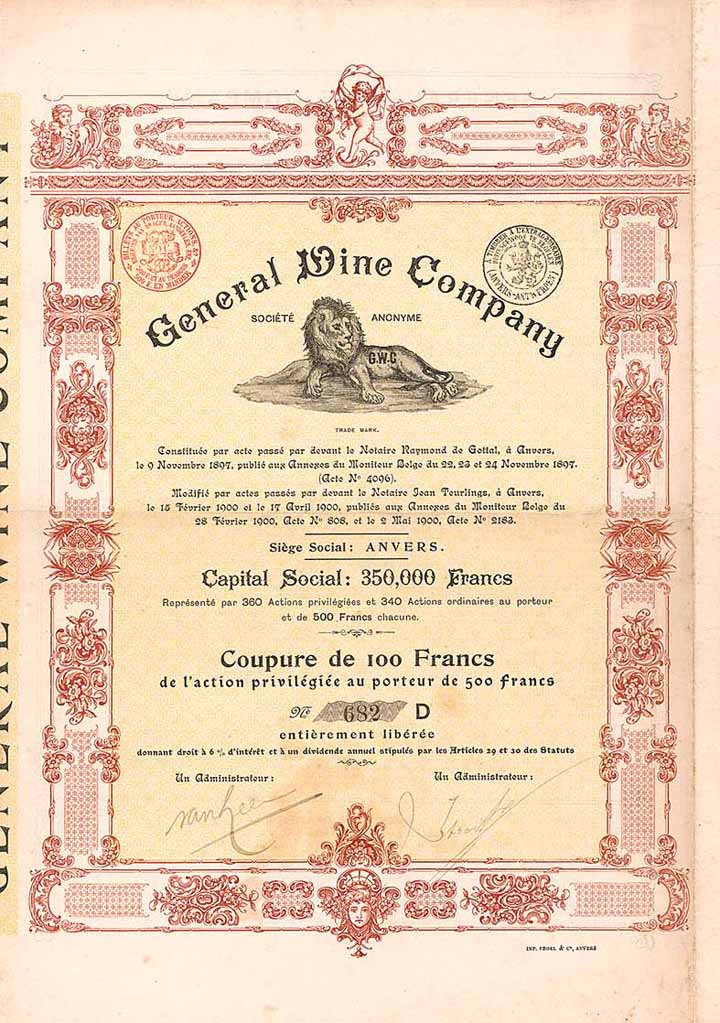 GENERAL WINE COMPANY
General Wine Company
SOCIÉTÉ ANONYME
G.W.C
TRADE MARK.
Constituée par acte passé par devant le Notaire Raymond de Gottal, à Anvers,
le 9 Novembre 1897, publié aux Annexes du Moniteur Belge du 22, 23 et 24 Novembre 1897.
(Acte Nº 4096).
Modifié par actes passés par devant le Notaire Jean Teurlings, à Anvers,
le 15 Février 1900 et le 17 Avril 1900, publiés aux Annexes du Moniteur Belge du
28 Février 1900, Acte Nº 808, et le 2 Mai 1900, Acte Nº 2183.
Siège Social: ANVERS.
Capital Social: 350,000 Francs
Représenté par 360 Actions privilégiées et 340 Actions ordinaires au porteur
et de 500 Francs chacune.
Coupure de 100 Francs
de l'action privilégiée au porteur de 500 francs
Nº 682 D
entièrement libérée
donnant droit à 6 % d'intérêt et à un dividende annuel stipulés par les Articles 29 et 30 des Statuts
Un Administrateur: Un Administrateur: